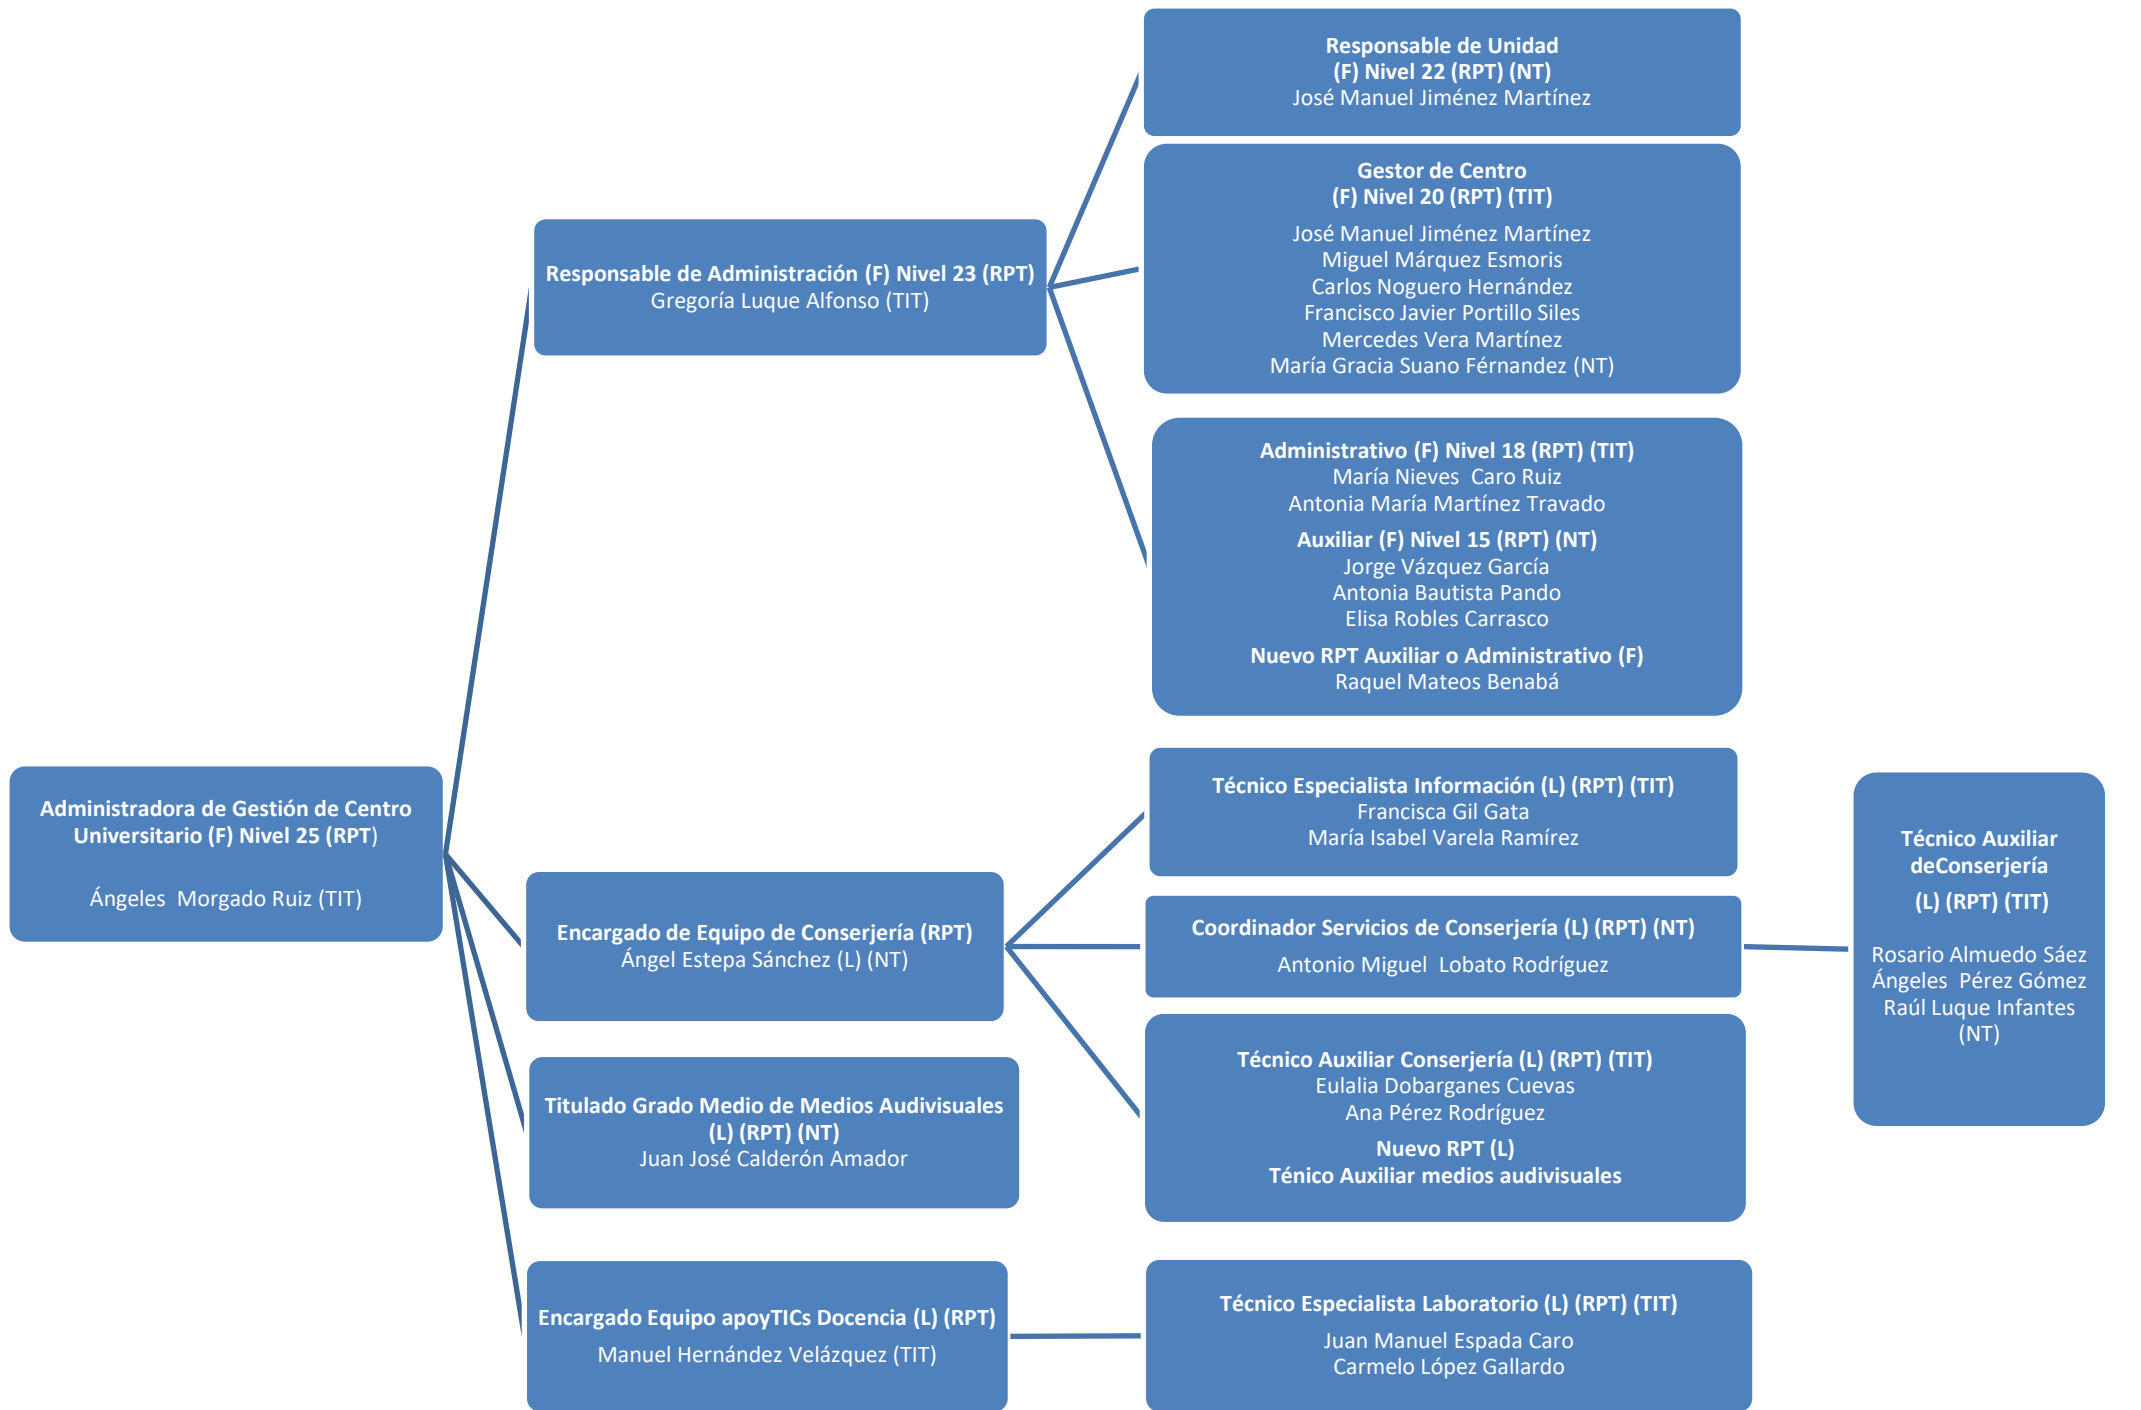 Responsable de Unidad
(F) Nivel 22 (RPT) (NT)
José Manuel Jiménez Martínez
Gestor de Centro
(F) Nivel 20 (RPT) (TIT)
José Manuel Jiménez Martínez
Miguel Márquez Esmoris
Carlos Noguero Hernández
Francisco Javier Portillo Siles
Mercedes Vera Martínez
María Gracia Suano Férnandez (NT)
Responsable de Administración (F) Nivel 23 (RPT)
Gregoría Luque Alfonso (TIT)
Administrativo (F) Nivel 18 (RPT) (TIT)
María Nieves  Caro Ruiz
Antonia María Martínez Travado
Auxiliar (F) Nivel 15 (RPT) (NT)
Jorge Vázquez García
Antonia Bautista Pando
Elisa Robles Carrasco
Nuevo RPT Auxiliar o Administrativo (F)
Raquel Mateos Benabá
Administradora de Gestión de Centro
Universitario (F) Nivel 25 (RPT)
Ángeles  Morgado Ruiz (TIT)
Técnico Especialista Información (L) (RPT) (TIT)
Francisca Gil Gata
María Isabel Varela Ramírez
Encargado de Equipo de Conserjería (RPT)
Ángel Estepa Sánchez (L) (NT)
Coordinador Servicios de Conserjería (L) (RPT) (NT)
Antonio Miguel  Lobato Rodríguez
Técnico Auxiliar
deConserjería
(L) (RPT) (TIT)
Rosario Almuedo Sáez
Ángeles  Pérez Gómez
Raúl Luque Infantes
(NT)
Técnico Auxiliar Conserjería (L) (RPT) (TIT)
Eulalia Dobarganes Cuevas
Ana Pérez Rodríguez
Nuevo RPT (L)
Ténico Auxiliar medios audivisuales
Titulado Grado Medio de Medios Audivisuales
(L) (RPT) (NT)
Juan José Calderón Amador
Encargado Equipo apoyTICs Docencia (L) (RPT)
Manuel Hernández Velázquez (TIT)
Técnico Especialista Laboratorio (L) (RPT) (TIT)
Juan Manuel Espada Caro
Carmelo López Gallardo